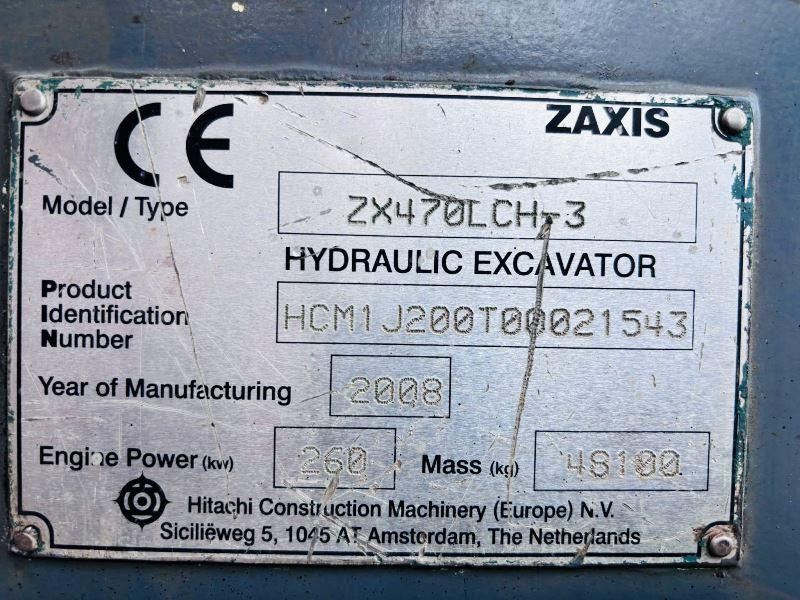 CE
ZAXIS
Model / Type ZX470LCH-3
HYDRAULIC EXCAVATOR
Product
Identification HCM1J200T00021543
Number
Year of Manufacturing 2008
Engine Power (kw) 260 Mass (kg)
Hitachi Construction Machinery (Europe) N.V.
Siciliëweg 5, 1045 AT Amsterdam, The Netherlands